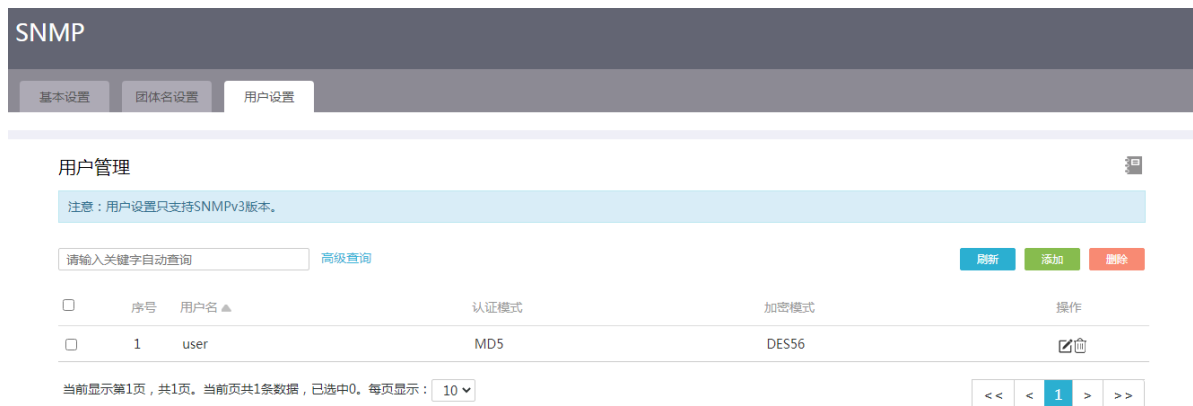 SNMP
基本设置 团体名设置 用户设置
用户管理
注意：用户设置只支持SNMPv3版本。
请输入关键字自动查询 高级查询 刷新 添加 删除
序号 用户名 认证模式 加密模式 操作
1 user MD5 DES56
当前显示第1页，共1页。当前页共1条数据，已选中0。每页显示： 10 << < 1 > >>